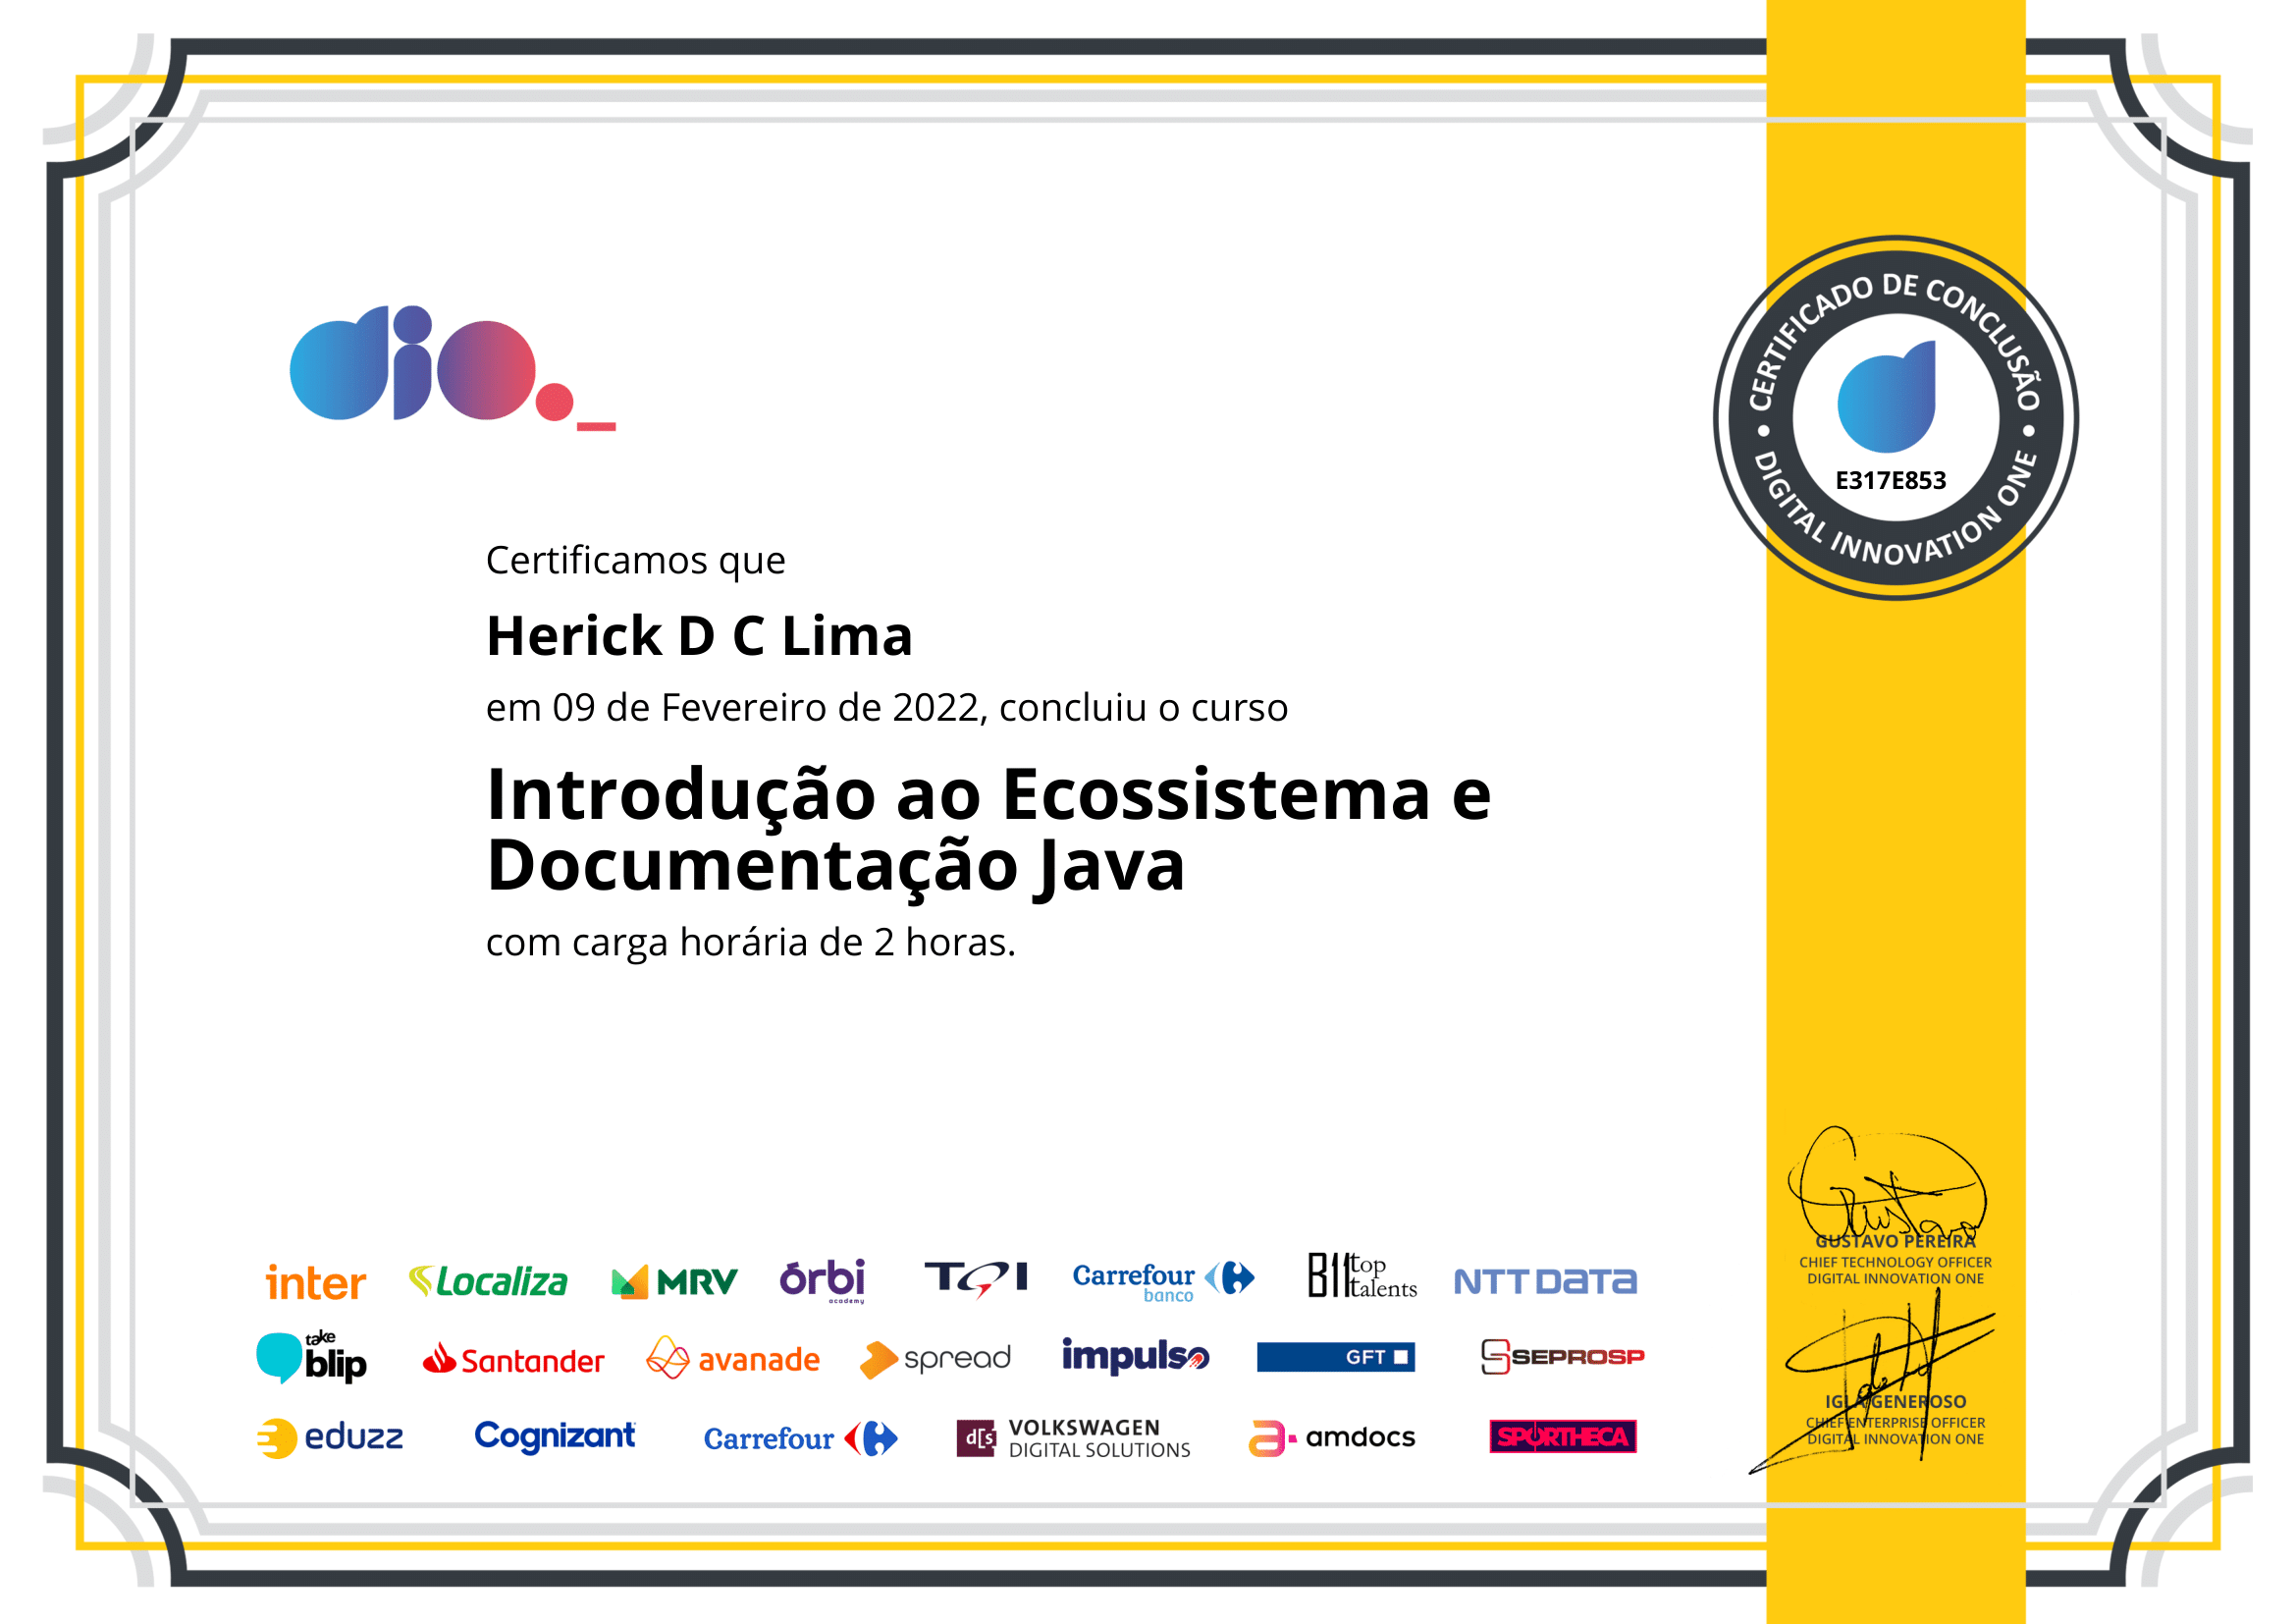 dio._
CERTIFICADO DE CONCLUSÃO
E317E853
DIGITAL INNOVATION ONE
Certificamos que
Herick D C Lima
em 09 de Fevereiro de 2022, concluiu o curso
Introdução ao Ecossistema e
Documentação Java
com carga horária de 2 horas.
inter Localiza MRV órbi academy TQI Carrefour banco B11 top talents NTT DATA
take blip Santander avanade spread impulso GFT SEPROSP
eduzz Cognizant Carrefour d[s VOLKSWAGEN DIGITAL SOLUTIONS amdocs SPORTHECA
Gustavo
GUSTAVO PEREIRA
CHIEF TECHNOLOGY OFFICER
DIGITAL INNOVATION ONE
IGLA GENEROSO
CHIEF ENTERPRISE OFFICER
DIGITAL INNOVATION ONE